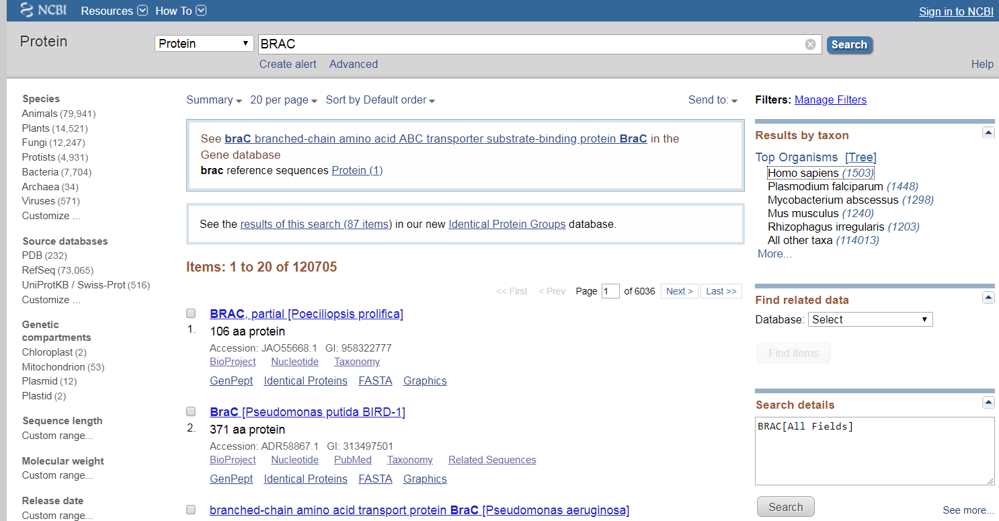 NCBI Resources How To Sign in to NCBI
Protein Protein BRAC Search
Create alert Advanced Help
Species
Animals (79,941)
Plants (14,521)
Fungi (12,247)
Protists (4,931)
Bacteria (7,704)
Archaea (34)
Viruses (571)
Customize ...
Source databases
PDB (232)
RefSeq (73,065)
UniProtKB / Swiss-Prot (516)
Customize ...
Genetic
compartments
Chloroplast (2)
Mitochondrion (53)
Plasmid (12)
Plastid (2)
Sequence length
Custom range...
Molecular weight
Custom range...
Release date
Custom range...
Summary 20 per page Sort by Default order Send to:
See braC branched-chain amino acid ABC transporter substrate-binding protein BraC in the
Gene database
brac reference sequences Protein (1)
See the results of this search (87 items) in our new Identical Protein Groups database.
Items: 1 to 20 of 120705
<< First < Prev Page 1 of 6036 Next > Last >>
BRAC, partial [Poeciliopsis prolifica]
1. 106 aa protein
Accession: JAO55668.1 GI: 958322777
BioProject Nucleotide Taxonomy
GenPept Identical Proteins FASTA Graphics
BraC [Pseudomonas putida BIRD-1]
2. 371 aa protein
Accession: ADR58867.1 GI: 313497501
BioProject Nucleotide PubMed Taxonomy Related Sequences
GenPept Identical Proteins FASTA Graphics
branched-chain amino acid transport protein BraC [Pseudomonas aeruginosa]
Filters: Manage Filters
Results by taxon
Top Organisms [Tree]
Homo sapiens (1503)
Plasmodium falciparum (1448)
Mycobacterium abscessus (1298)
Mus musculus (1240)
Rhizophagus irregularis (1203)
All other taxa (114013)
More...
Find related data
Database: Select
Find items
Search details
BRAC[All Fields]
Search See more...